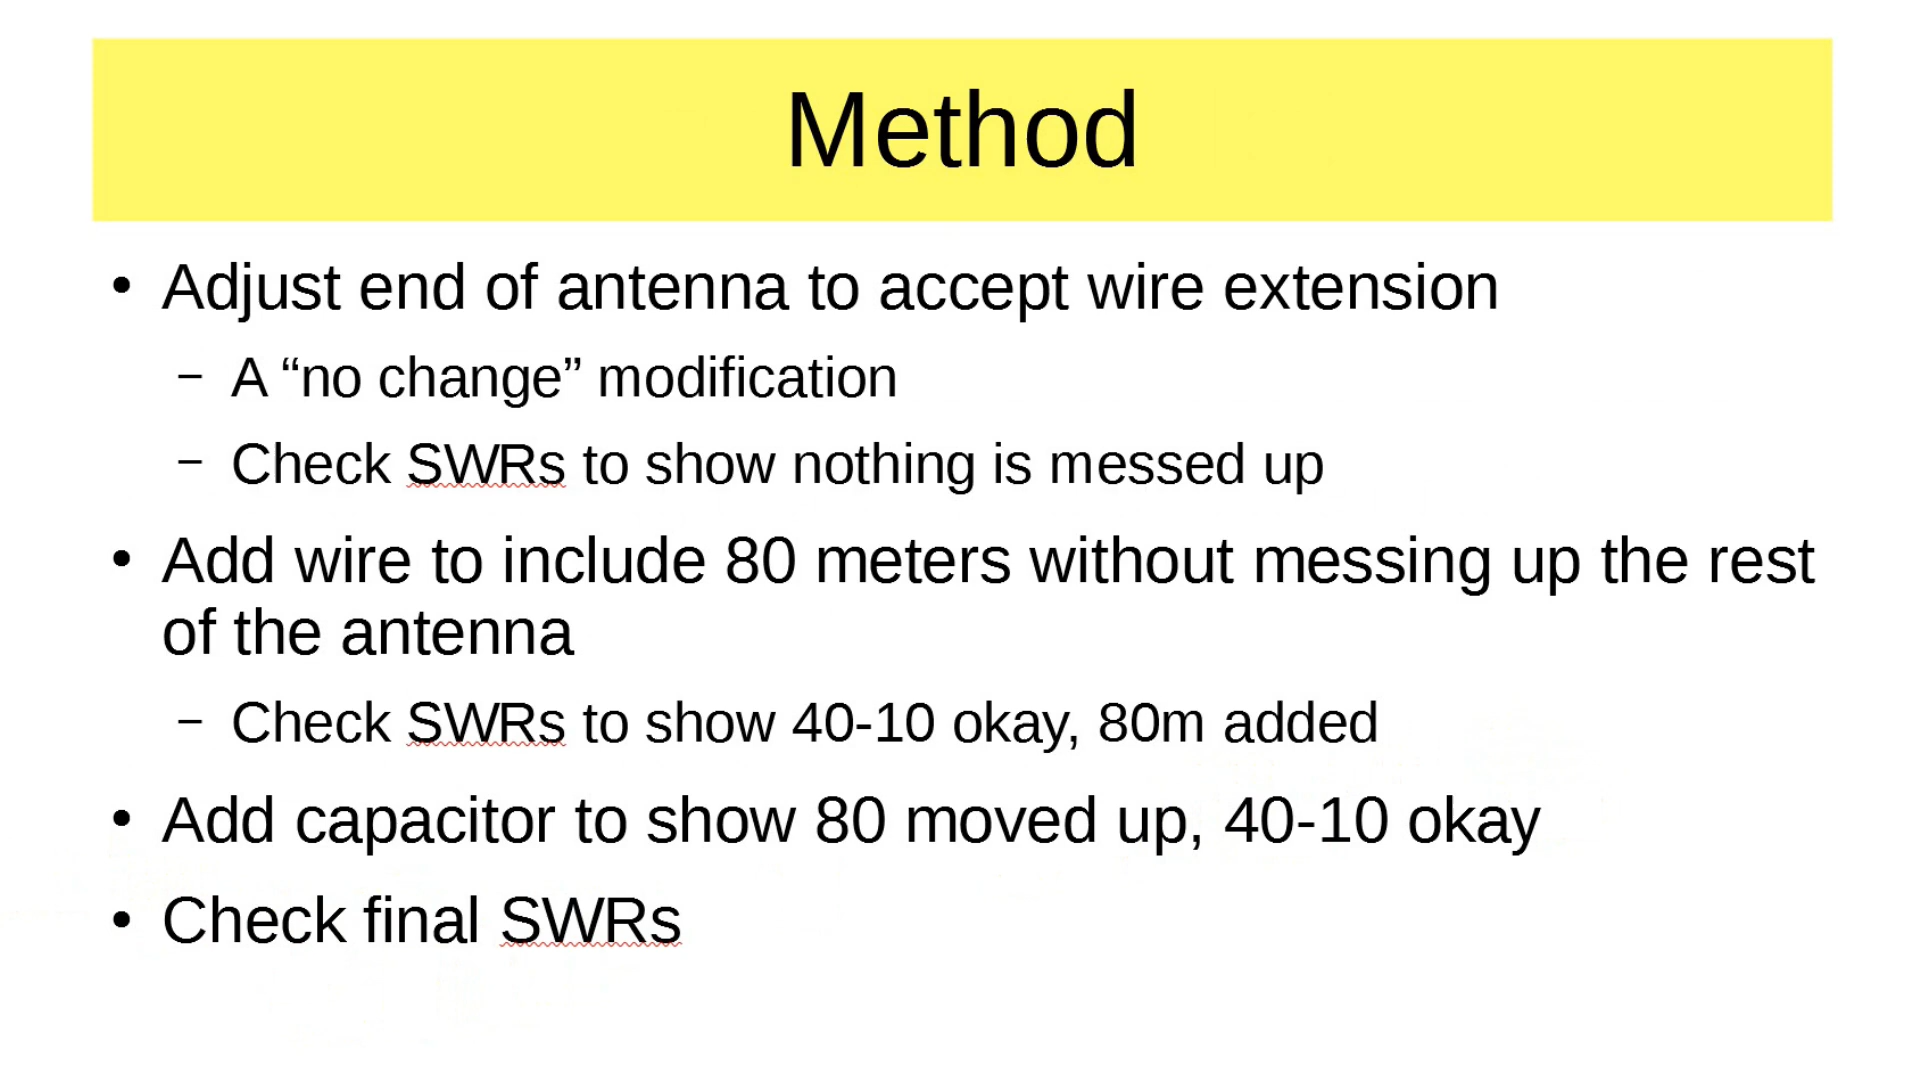 Method
• Adjust end of antenna to accept wire extension
– A “no change” modification
– Check SWRs to show nothing is messed up
• Add wire to include 80 meters without messing up the rest
of the antenna
– Check SWRs to show 40-10 okay, 80m added
• Add capacitor to show 80 moved up, 40-10 okay
• Check final SWRs